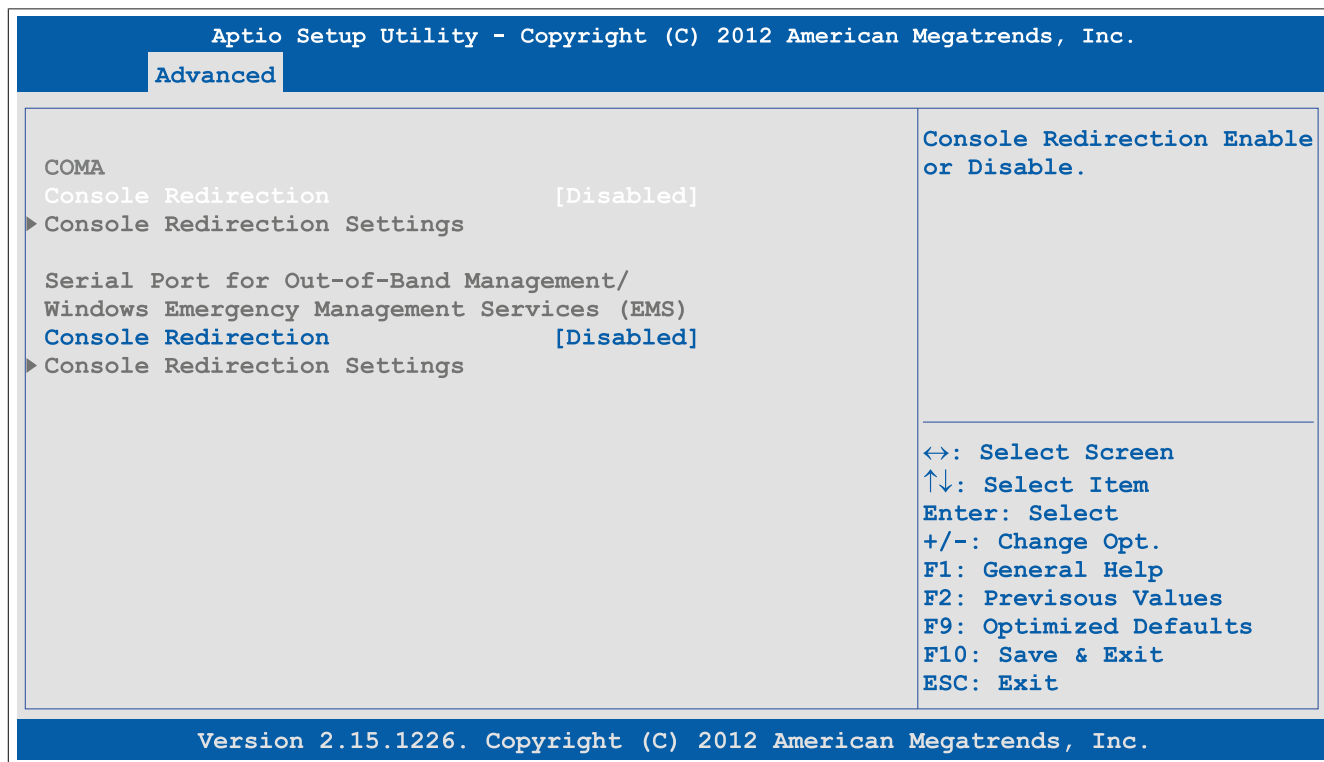 Aptio Setup Utility - Copyright (C) 2012 American Megatrends, Inc.
Advanced
COMA
Console Redirection [Disabled]
▶Console Redirection Settings
Serial Port for Out-of-Band Management/
Windows Emergency Management Services (EMS)
Console Redirection [Disabled]
▶Console Redirection Settings
Console Redirection Enable
or Disable.
↔: Select Screen
↑↓: Select Item
Enter: Select
+/-: Change Opt.
F1: General Help
F2: Previsous Values
F9: Optimized Defaults
F10: Save & Exit
ESC: Exit
Version 2.15.1226. Copyright (C) 2012 American Megatrends, Inc.